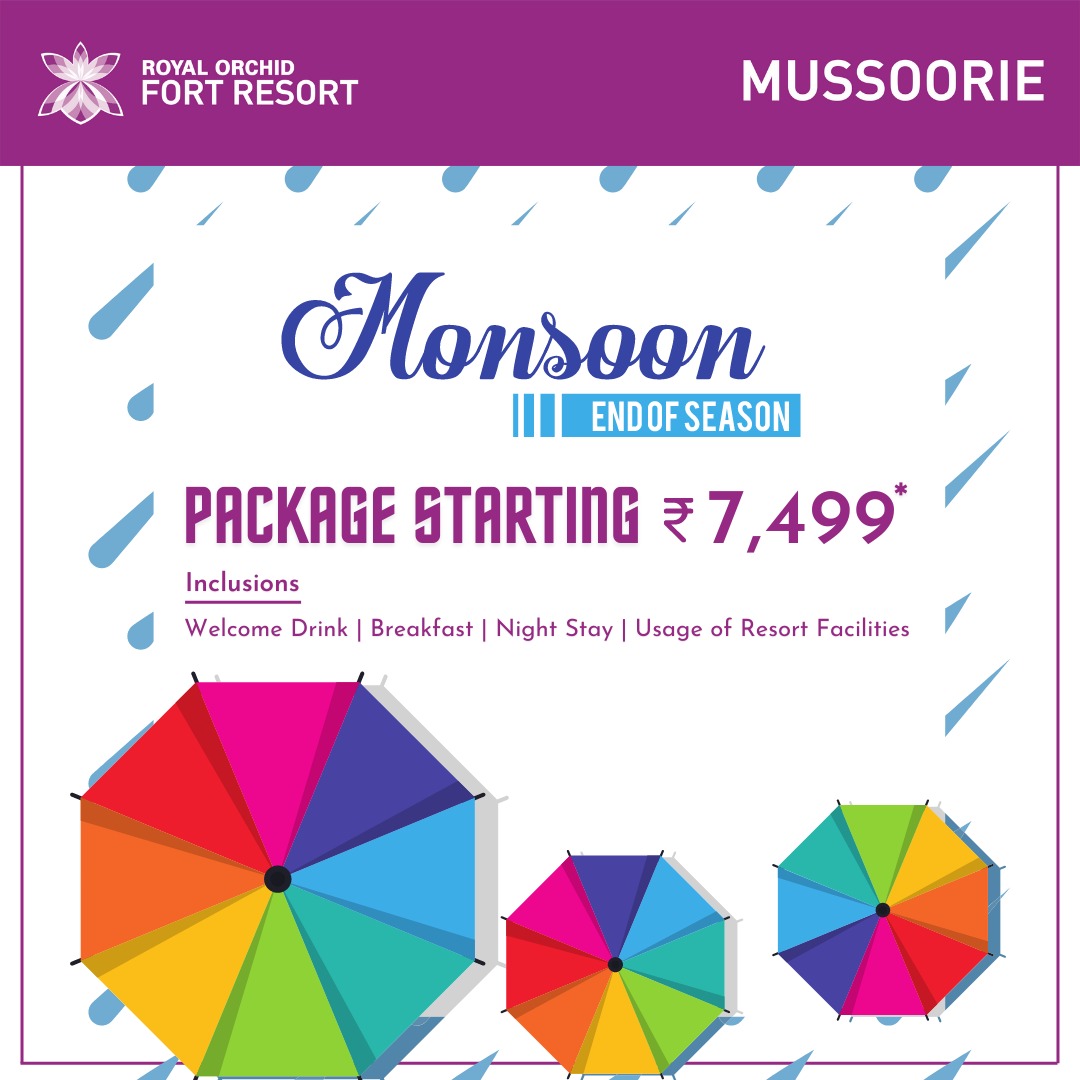 ROYAL ORCHID
FORT RESORT
MUSSOORIE
Monsoon
END OF SEASON
PACKAGE STARTING ₹ 7,499*
Inclusions
Welcome Drink | Breakfast | Night Stay | Usage of Resort Facilities